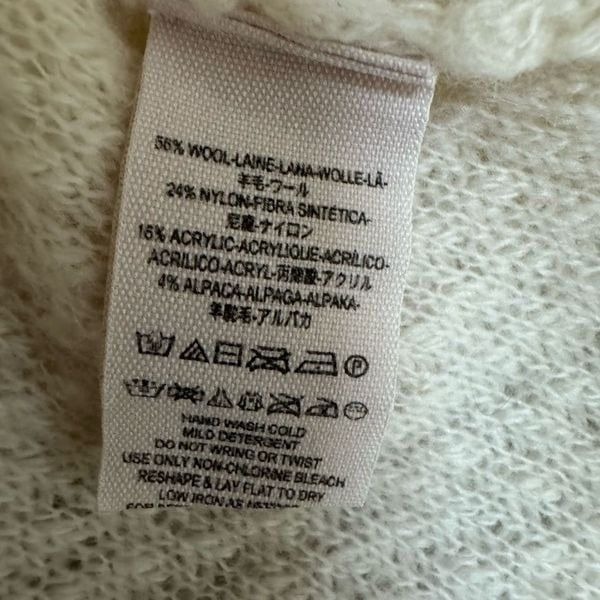 56% WOOL-LAINE-LANA-WOLLE-LÃ-
羊毛-ウール
24% NYLON-FIBRA SINTÉTICA-
尼龍-ナイロン
16% ACRYLIC-ACRYLIQUE-ACRÍLICO-
ACRILICO-ACRYL-丙烯酸-アクリル
4% ALPACA-ALPAGA-ALPAKA-
羊駝毛-アルパカ
P
HAND WASH COLD
MILD DETERGENT
DO NOT WRING OR TWIST
USE ONLY NON-CHLORINE BLEACH
RESHAPE & LAY FLAT TO DRY
LOW IRON AS